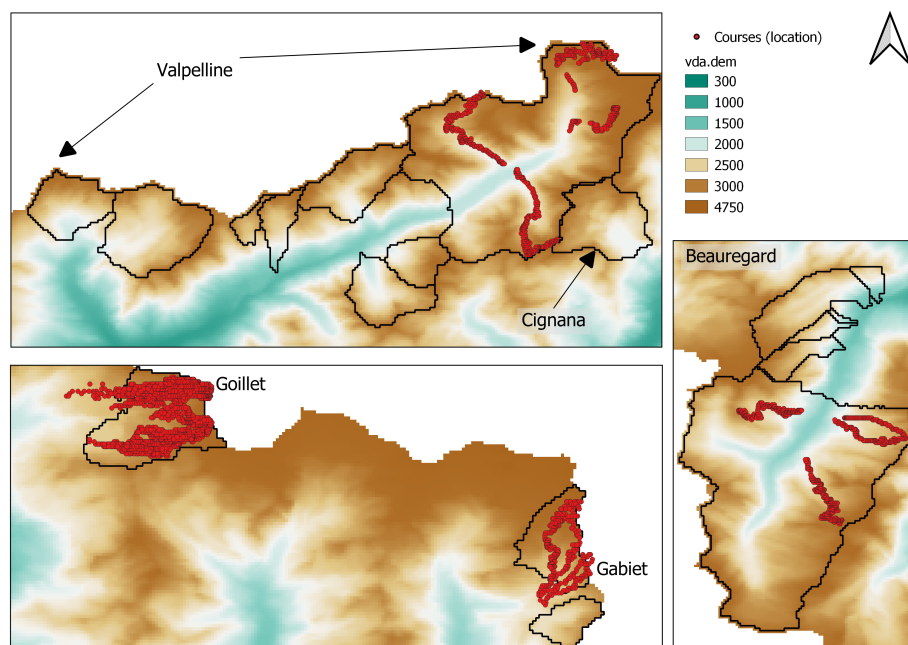 Valpelline
Cignana
Courses (location)
vda.dem
300
1000
1500
2000
2500
3000
4750
Beauregard
Goillet
Gabiet